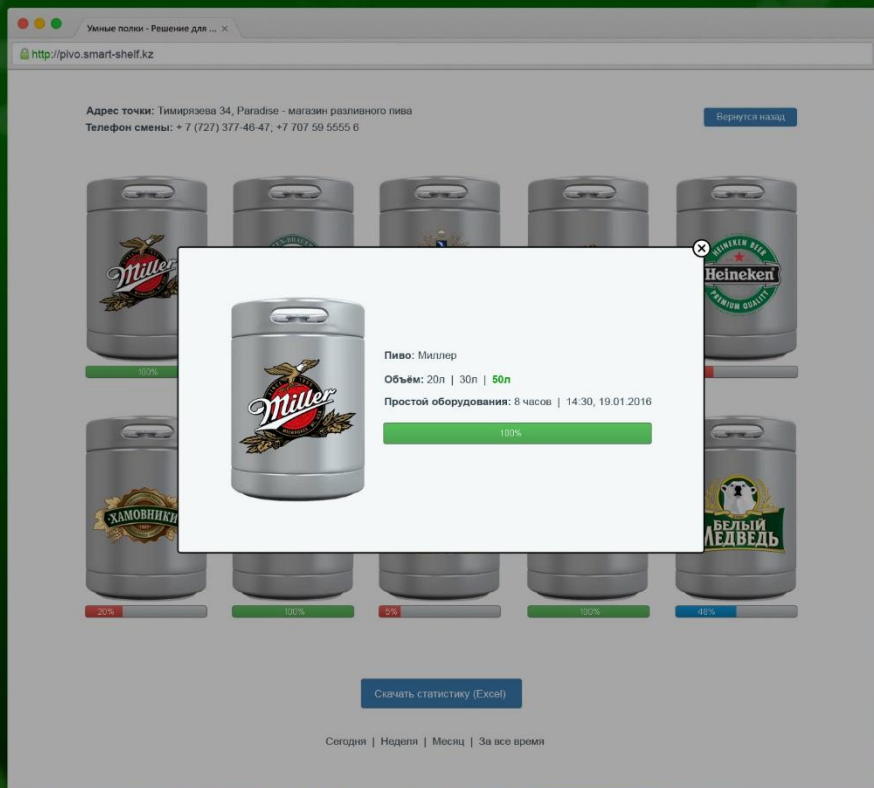 Умные полки - Решение для ...
http://pivo.smart-shelf.kz
Адрес точки: Тимирязева 34, Paradise - магазин разливного пива
Телефон смены: + 7 (727) 377-46-47; +7 707 59 5555 6
Вернутся назад
Miller
HEINEKEN BEER
Heineken
PREMIUM QUALITY
100%
Miller
Пиво: Миллер
Объём: 20л | 30л | 50л
Простой оборудования: 8 часов | 14:30, 19.01.2016
100%
ХАМОВНИКИ
БЕЛЫЙ
МЕДВЕДЬ
20%
100%
5%
100%
48%
Скачать статистику (Excel)
Сегодня | Неделя | Месяц | За все время